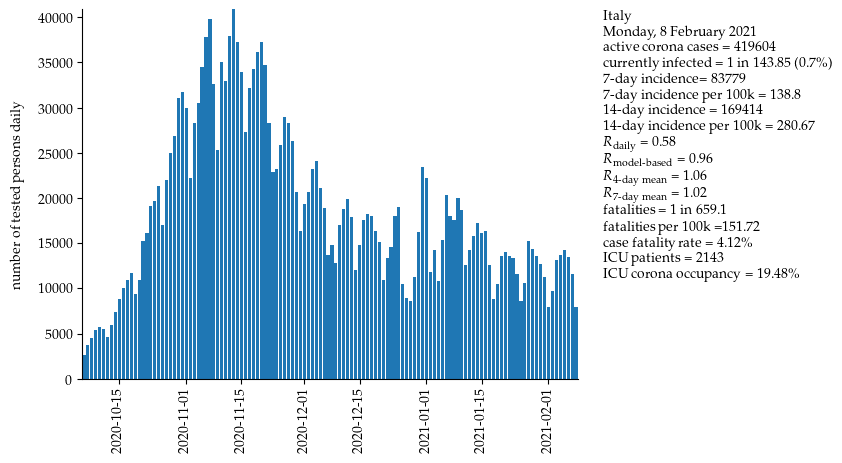 40000
35000
30000
25000
20000
15000
10000
5000
0
number of tested persons daily
2020-10-15
2020-11-01
2020-11-15
2020-12-01
2020-12-15
2021-01-01
2021-01-15
2021-02-01
Italy
Monday, 8 February 2021
active corona cases = 419604
currently infected = 1 in 143.85 (0.7%)
7-day incidence= 83779
7-day incidence per 100k = 138.8
14-day incidence = 169414
14-day incidence per 100k = 280.67
Rdaily = 0.58
Rmodel-based = 0.96
R4-day mean = 1.06
R7-day mean = 1.02
fatalities = 1 in 659.1
fatalities per 100k =151.72
case fatality rate = 4.12%
ICU patients = 2143
ICU corona occupancy = 19.48%